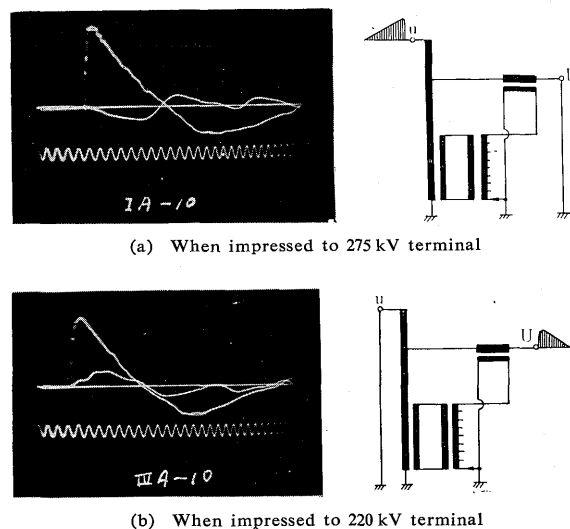 u
U
IA-10
(a) When impressed to 275 kV terminal
u
U
IIIA-10
(b) When impressed to 220 kV terminal